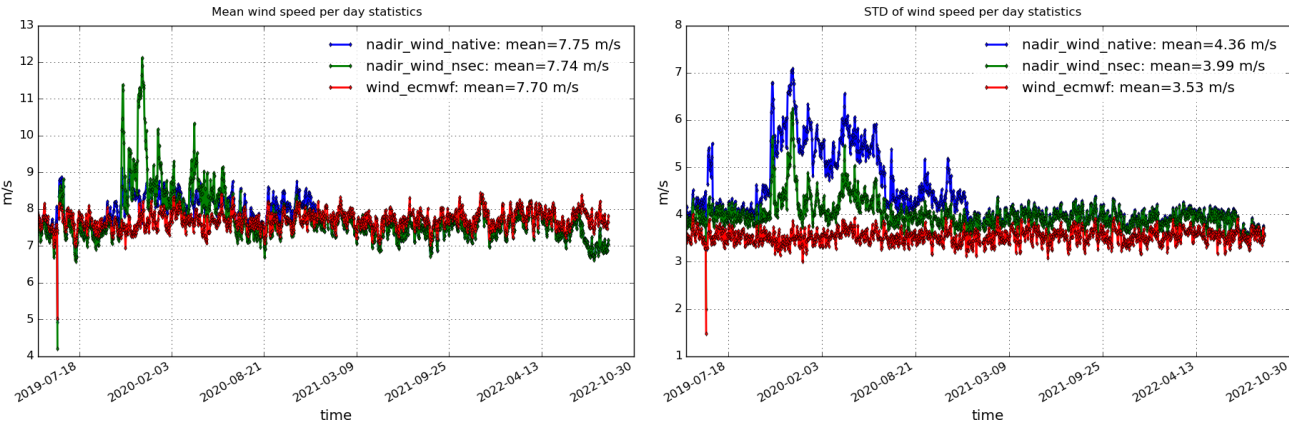 Mean wind speed per day statistics
nadir_wind_native: mean=7.75 m/s
nadir_wind_nsec: mean=7.74 m/s
wind_ecmwf: mean=7.70 m/s
13
12
11
10
9
8
7
6
5
4
m/s
2019-07-18
2020-02-03
2020-08-21
2021-03-09
2021-09-25
2022-04-13
2022-10-30
time
STD of wind speed per day statistics
nadir_wind_native: mean=4.36 m/s
nadir_wind_nsec: mean=3.99 m/s
wind_ecmwf: mean=3.53 m/s
8
7
6
5
4
3
2
1
m/s
2019-07-18
2020-02-03
2020-08-21
2021-03-09
2021-09-25
2022-04-13
2022-10-30
time